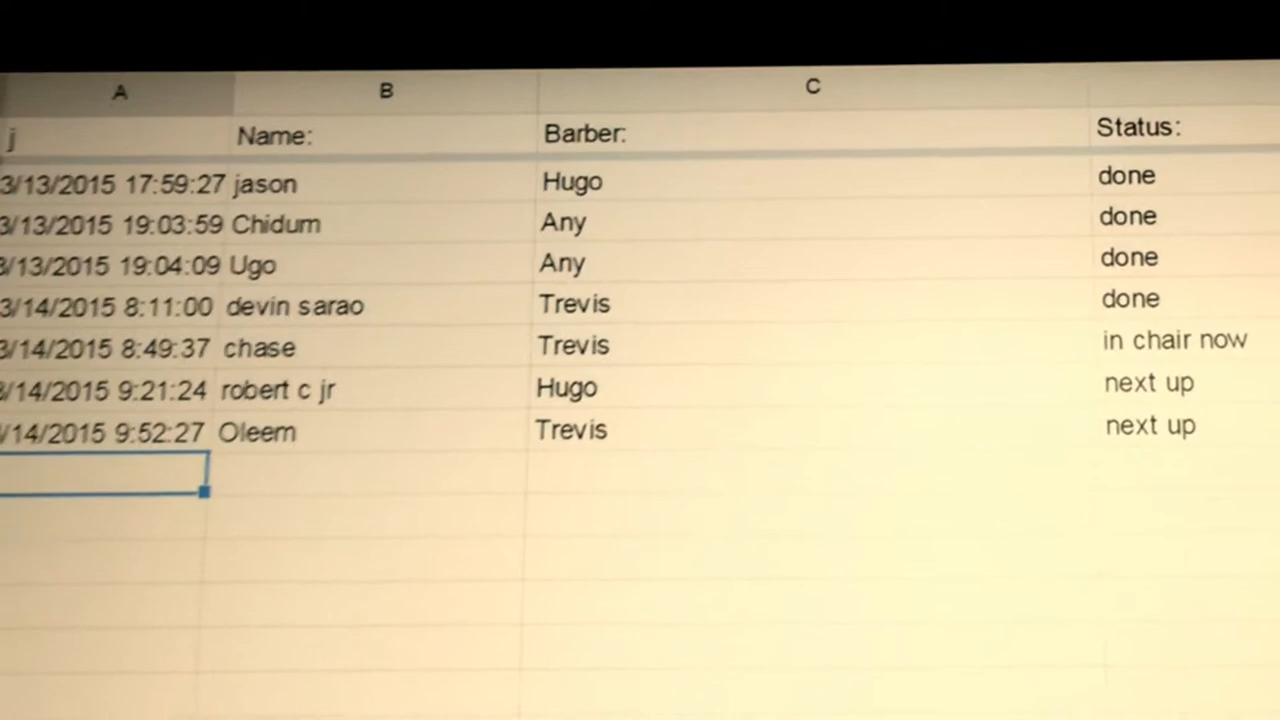 A B C
j Name: Barber: Status:
3/13/2015 17:59:27 jason Hugo done
3/13/2015 19:03:59 Chidum Any done
3/13/2015 19:04:09 Ugo Any done
3/14/2015 8:11:00 devin sarao Trevis done
3/14/2015 8:49:37 chase Trevis in chair now
3/14/2015 9:21:24 robert c jr Hugo next up
/14/2015 9:52:27 Oleem Trevis next up